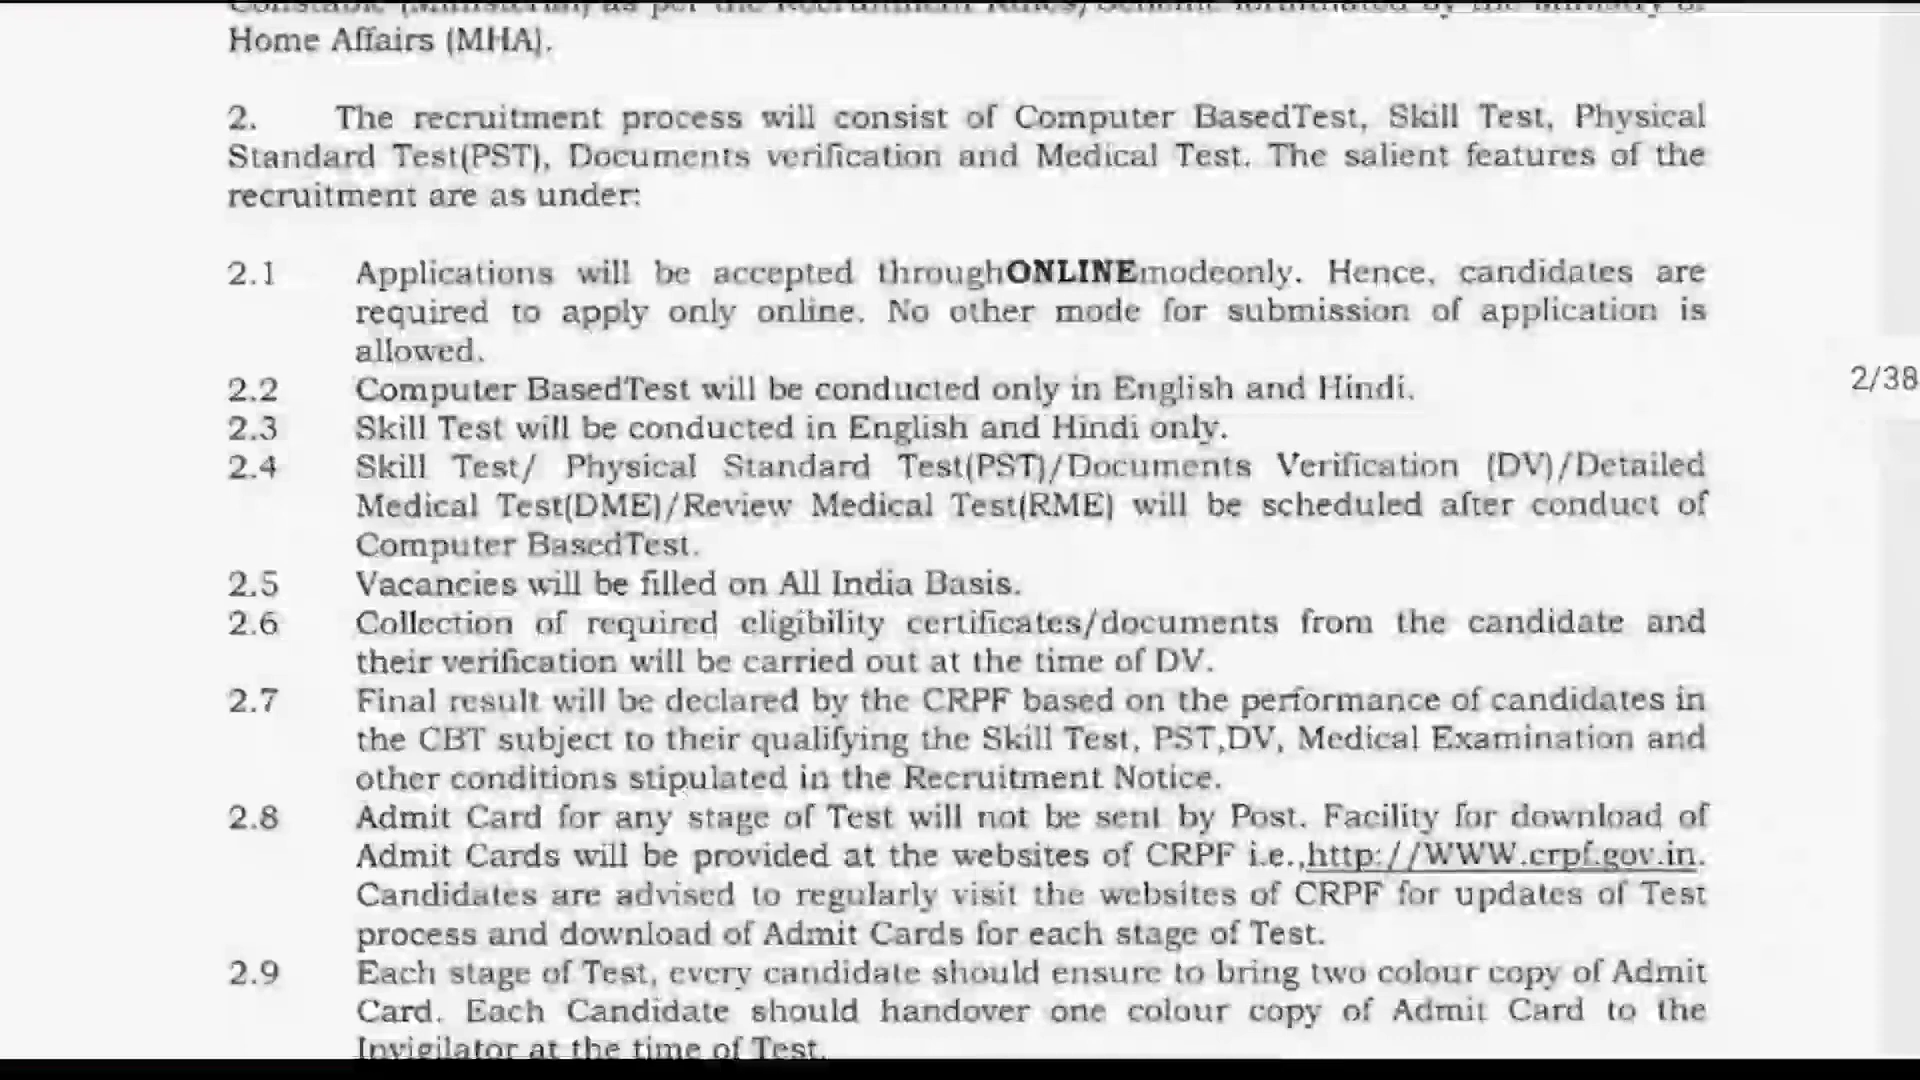 Constable (Ministerial) as per the Recruitment Rules/Scheme formulated by the Ministry of
Home Affairs (MHA).
2. The recruitment process will consist of Computer BasedTest, Skill Test, Physical
Standard Test(PST), Documents verification and Medical Test. The salient features of the
recruitment are as under:
2.1 Applications will be accepted throughONLINEmodeonly. Hence, candidates are
required to apply only online. No other mode for submission of application is
allowed.
2.2 Computer BasedTest will be conducted only in English and Hindi.
2/38
2.3 Skill Test will be conducted in English and Hindi only.
2.4 Skill Test/ Physical Standard Test(PST)/Documents Verification (DV)/Detailed
Medical Test(DME)/Review Medical Test(RME) will be scheduled after conduct of
Computer BasedTest.
2.5 Vacancies will be filled on All India Basis.
2.6 Collection of required eligibility certificates/documents from the candidate and
their verification will be carried out at the time of DV.
2.7 Final result will be declared by the CRPF based on the performance of candidates in
the CBT subject to their qualifying the Skill Test, PST,DV, Medical Examination and
other conditions stipulated in the Recruitment Notice.
2.8 Admit Card for any stage of Test will not be sent by Post. Facility for download of
Admit Cards will be provided at the websites of CRPF i.e.,http://WWW.crpf.gov.in.
Candidates are advised to regularly visit the websites of CRPF for updates of Test
process and download of Admit Cards for each stage of Test.
2.9 Each stage of Test, every candidate should ensure to bring two colour copy of Admit
Card. Each Candidate should handover one colour copy of Admit Card to the
Invigilator at the time of Test.